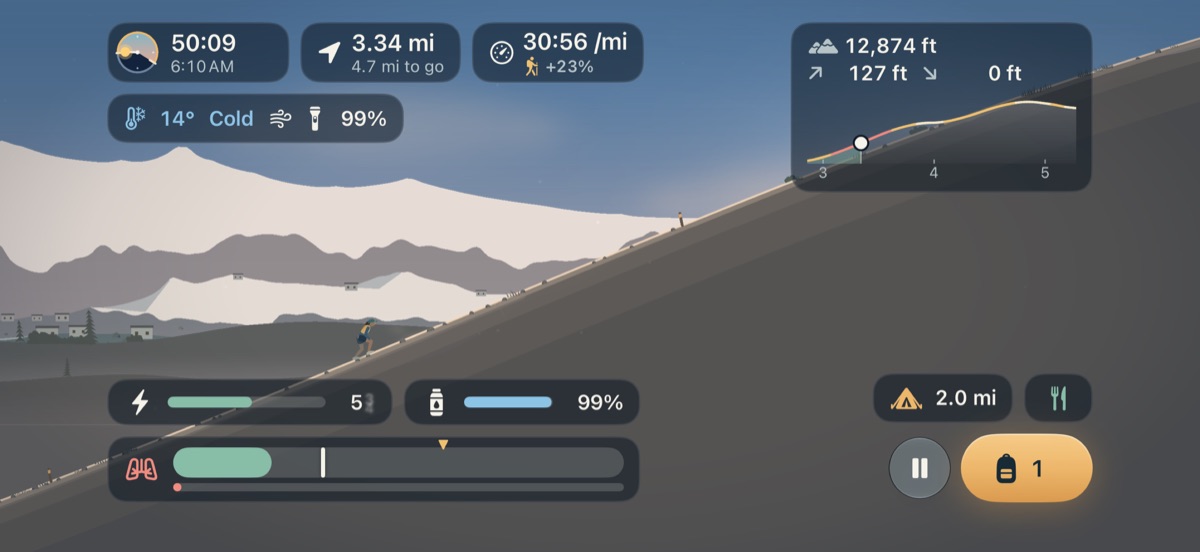 50:09
6:10 AM
3.34 mi
4.7 mi to go
30:56 /mi
+23%
14° Cold 99%
12,874 ft
127 ft 0 ft
3 4 5
5
99%
2.0 mi
1